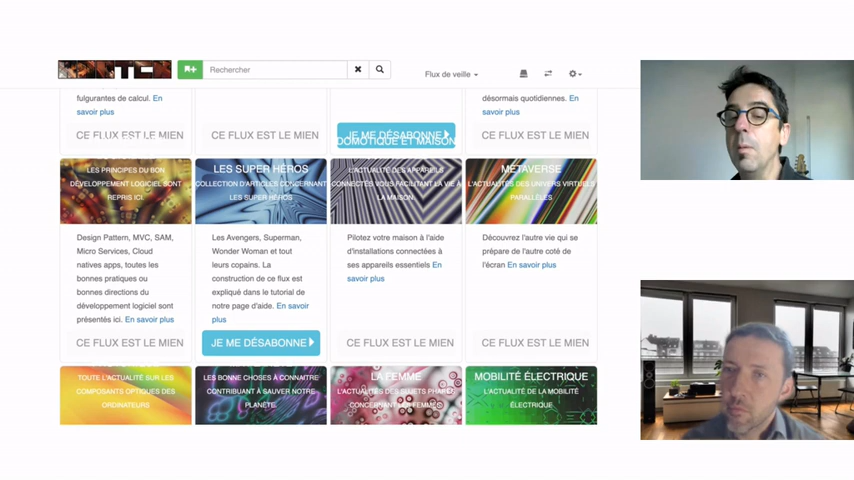 Rechercher
Flux de veille
fulgurantes de calcul. En
savoir plus
désormais quotidiennes. En
savoir plus
CE FLUX EST LE MIEN
CE FLUX EST LE MIEN
JE ME DÉSABONNE
DOMOTIQUE ET MAISON
CE FLUX EST LE MIEN
LES PRINCIPES DU BON
DÉVELOPPEMENT LOGICIEL SONT
REPRIS ICI.
LES SUPER HÉROS
COLLECTION D'ARTICLES CONCERNANT
LES SUPER HÉROS
L'ACTUALITÉ DES APPAREILS
CONNECTÉS VOUS FACILITANT LA VIE À
LA MAISON.
METAVERSE
L'ACTUALITÉS DES UNIVERS VIRTUELS
PARALLÈLES.
Design Pattern, MVC, SAM,
Micro Services, Cloud
natives apps, toutes les
bonnes pratiques ou
bonnes directions du
développement logiciel sont
présentés ici. En savoir plus
Les Avengers, Superman,
Wonder Woman et tout
leurs copains. La
construction de ce flux est
expliqué dans le tutorial de
notre page d'aide. En savoir
plus
Pilotez votre maison à l'aide
d'installations connectées à
ses appareils essentiels En
savoir plus
Découvrez l'autre vie qui se
prépare de l'autre coté de
l'écran En savoir plus
CE FLUX EST LE MIEN
JE ME DÉSABONNE
CE FLUX EST LE MIEN
CE FLUX EST LE MIEN
TOUTE L'ACTUALITÉ SUR LES
COMPOSANTS OPTIQUES DES
ORDINATEURS
LES BONNE CHOSES À CONNAITRE
CONTRIBUANT À SAUVER NOTRE
PLANÈTE.
LA FEMME
L'ACTUALITÉS DES SUJETS PHARES
CONCERNANT LES FEMMES
MOBILITÉ ÉLECTRIQUE
L'ACTUALITÉ DE LA MOBILITÉ
ÉLECTRIQUE